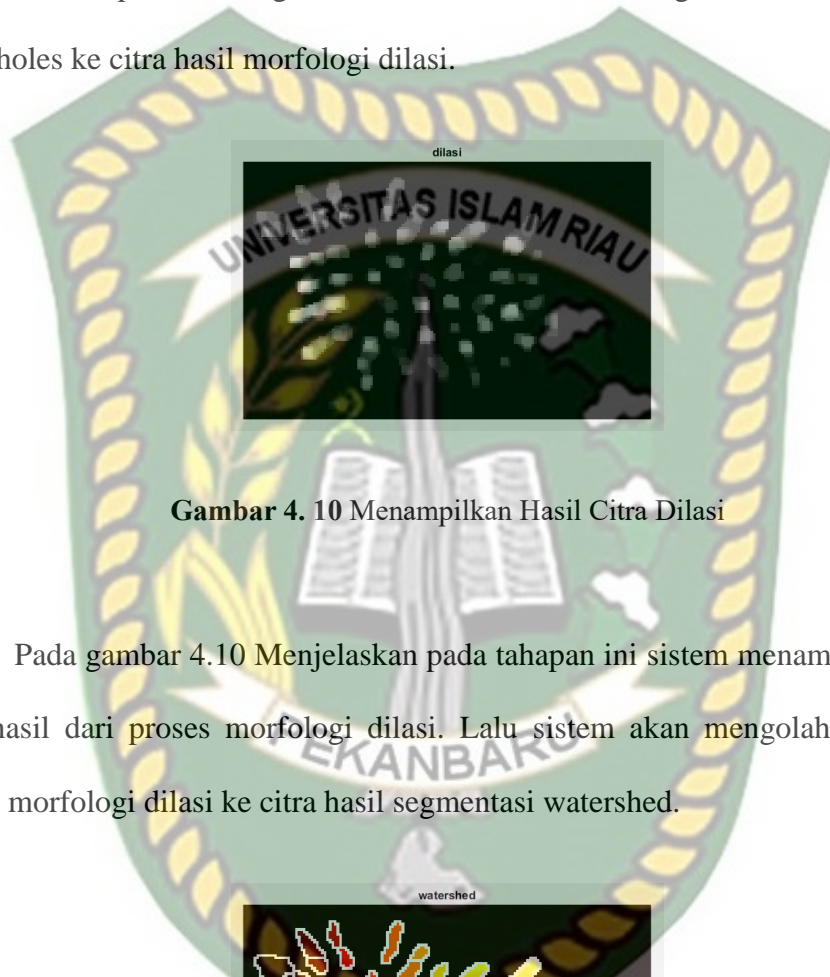 holes ke citra hasil morfologi dilasi.
dilasi
UNIVERSITAS ISLAM RIAU
Gambar 4. 10 Menampilkan Hasil Citra Dilasi
Pada gambar 4.10 Menjelaskan pada tahapan ini sistem menam
hasil dari proses morfologi dilasi. Lalu sistem akan mengolah
PEKANBARU
morfologi dilasi ke citra hasil segmentasi watershed.
watershed